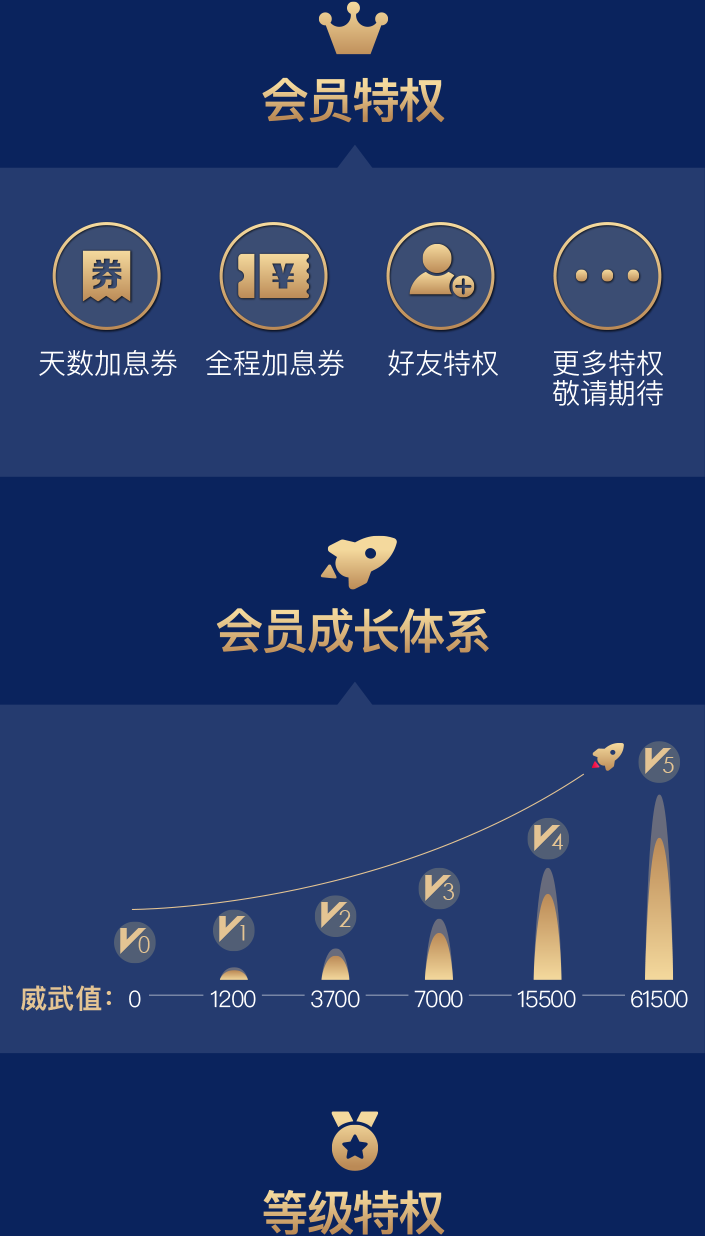 会员特权
券 ¥
天数加息券 全程加息券 好友特权 更多特权
敬请期待
会员成长体系
V5
V4
V3
V2
V1
V0
威武值: 0 1200 3700 7000 15500 61500
等级特权